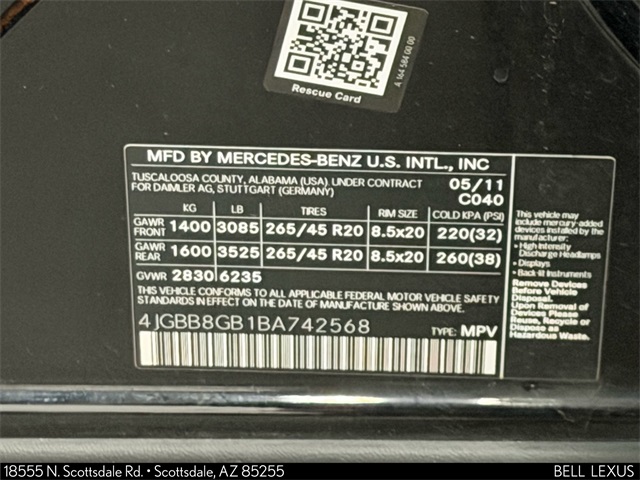 Rescue Card
A 164 584 00 00
MFD BY MERCEDES-BENZ U.S. INTL., INC
TUSCALOOSA COUNTY, ALABAMA (USA) UNDER CONTRACT
FOR DAIMLER AG, STUTTGART (GERMANY)
05/11
C040
KG LB TIRES RIM SIZE COLD KPA (PSI)
GAWR FRONT 1400 3085 265/45 R20 8.5x20 220(32)
GAWR REAR 1600 3525 265/45 R20 8.5x20 260(38)
GVWR 2830 6235
THIS VEHICLE CONFORMS TO ALL APPLICABLE FEDERAL MOTOR VEHICLE SAFETY
STANDARDS IN EFFECT ON THE DATE OF MANUFACTURE SHOWN ABOVE.
4JGBB8GB1BA742568
TYPE: MPV
This vehicle may
include mercury-added
devices installed by the
manufacturer:
• High Intensity
Discharge Headlamps
• Displays
• Back-lit Instruments
Remove Devices
Before Vehicle
Disposal.
Upon Removal of
Devices Please
Reuse, Recycle or
Dispose as
Hazardous Waste.
18555 N. Scottsdale Rd. • Scottsdale, AZ 85255
BELL LEXUS